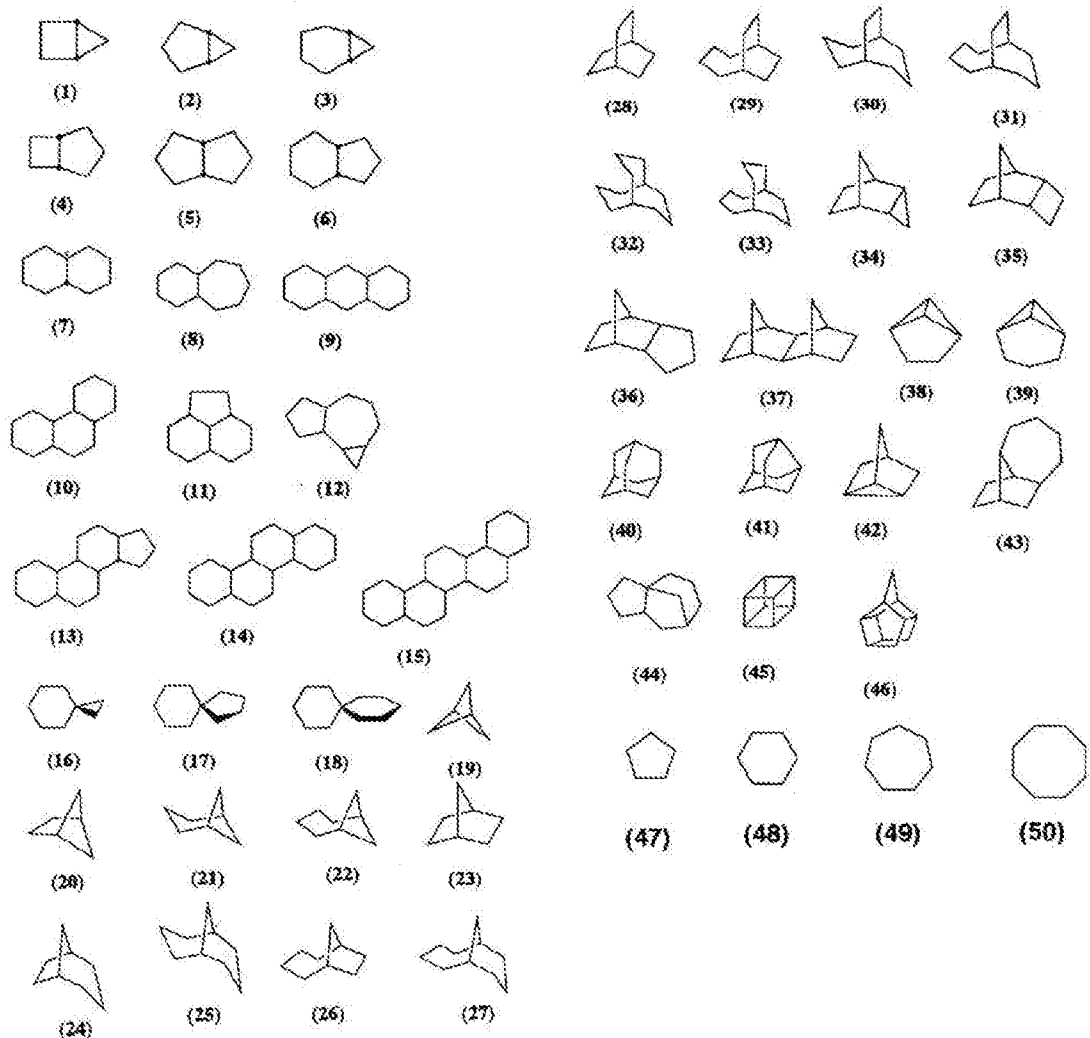 (1) (2) (3)
(4) (5) (6)
(7) (8) (9)
(10) (11) (12)
(13) (14) (15)
(16) (17) (18) (19)
(20) (21) (22) (23)
(24) (25) (26) (27)
(28) (29) (30) (31)
(32) (33) (34) (35)
(36) (37) (38) (39)
(40) (41) (42) (43)
(44) (45) (46)
(47) (48) (49) (50)